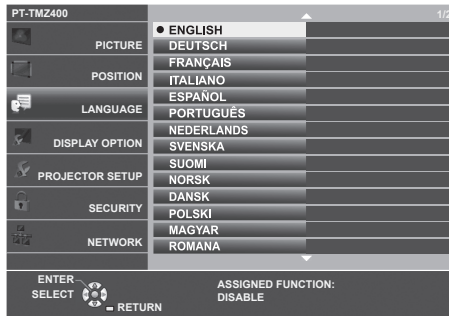 PT-TMZ400
1/2
PICTURE
POSITION
LANGUAGE
DISPLAY OPTION
PROJECTOR SETUP
SECURITY
NETWORK
ENGLISH
DEUTSCH
FRANÇAIS
ITALIANO
ESPAÑOL
PORTUGUÊS
NEDERLANDS
SVENSKA
SUOMI
NORSK
DANSK
POLSKI
MAGYAR
ROMANA
ENTER
SELECT
RETURN
ASSIGNED FUNCTION:
DISABLE